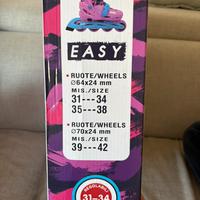 EASY
• RUOTE/WHEELS
Ø64x24 mm
MIS./SIZE
31---34
35---38
• RUOTE/WHEELS
Ø70x24 mm
MIS./SIZE
39---42
REGOLABILE
31-34